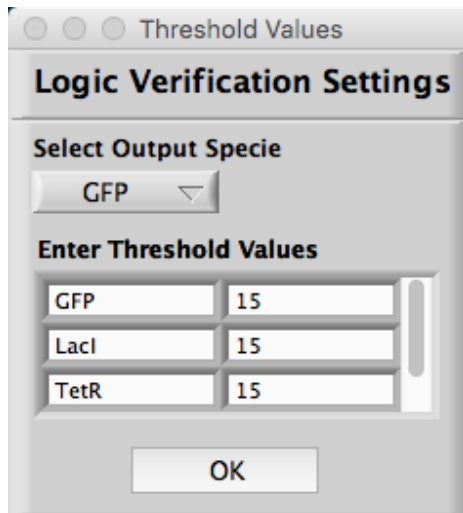 Threshold Values
Logic Verification Settings
Select Output Specie
GFP
Enter Threshold Values
GFP 15
LacI 15
TetR 15
OK